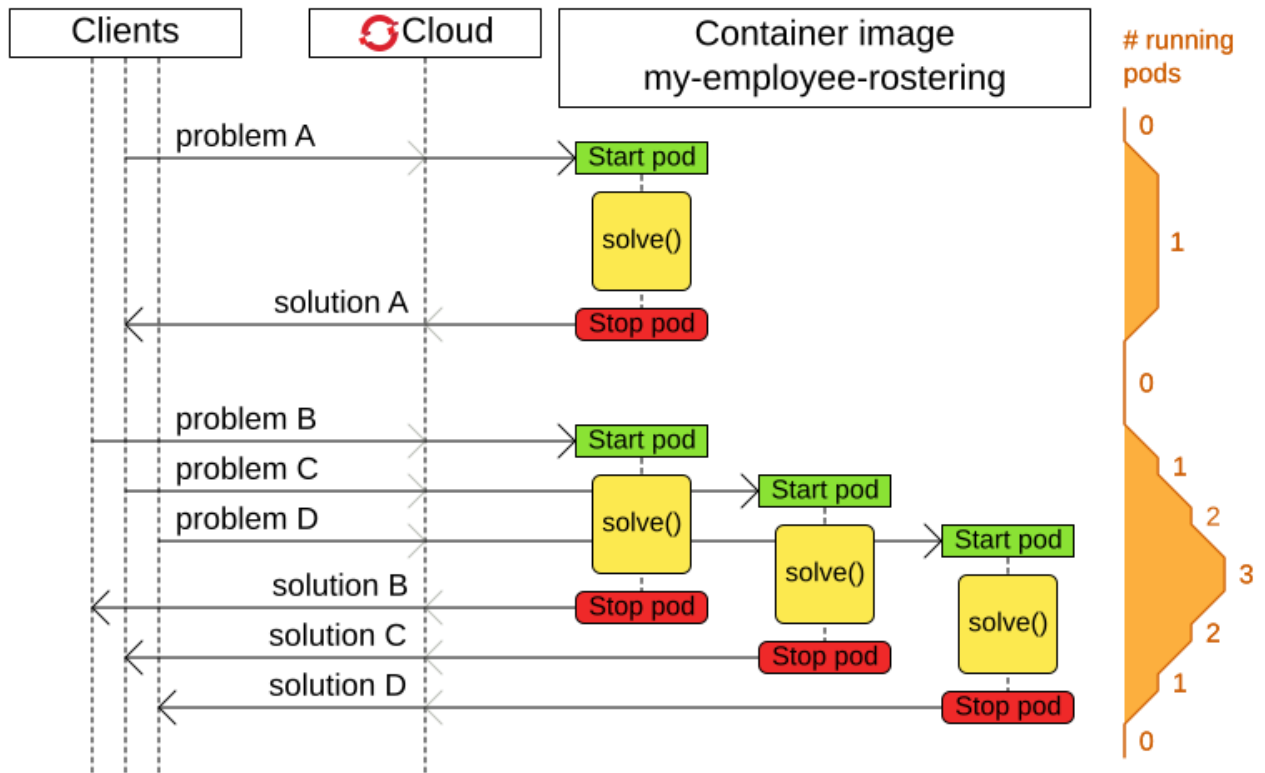 Clients
Cloud
Container image
my-employee-rostering
# running
pods
0
problem A
Start pod
solve()
1
solution A
Stop pod
0
problem B
Start pod
problem C
1
Start pod
problem D
2
solve()
Start pod
solve()
3
solution B
Stop pod
solve()
solution C
2
Stop pod
solution D
1
Stop pod
0